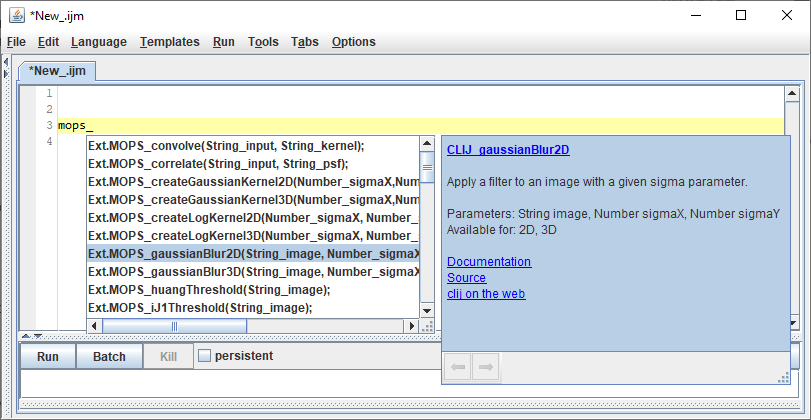 *New_.ijm
File Edit Language Templates Run Tools Tabs Options
*New_.ijm
1
2
3 mops_
4
Ext.MOPS_convolve(String_input, String_kernel);
Ext.MOPS_correlate(String_input, String_psf);
Ext.MOPS_createGaussianKernel2D(Number_sigmaX,Num
Ext.MOPS_createGaussianKernel3D(Number_sigmaX,Num
Ext.MOPS_createLogKernel2D(Number_sigmaX, Number_
Ext.MOPS_createLogKernel3D(Number_sigmaX, Number_
Ext.MOPS_gaussianBlur2D(String_image, Number_sigmaX
Ext.MOPS_gaussianBlur3D(String_image, Number_sigmaX
Ext.MOPS_huangThreshold(String_image);
Ext.MOPS_iJ1Threshold(String_image);
CLIJ_gaussianBlur2D
Apply a filter to an image with a given sigma parameter.
Parameters: String image, Number sigmaX, Number sigmaY
Available for: 2D, 3D
Documentation
Source
clij on the web
Run Batch Kill persistent